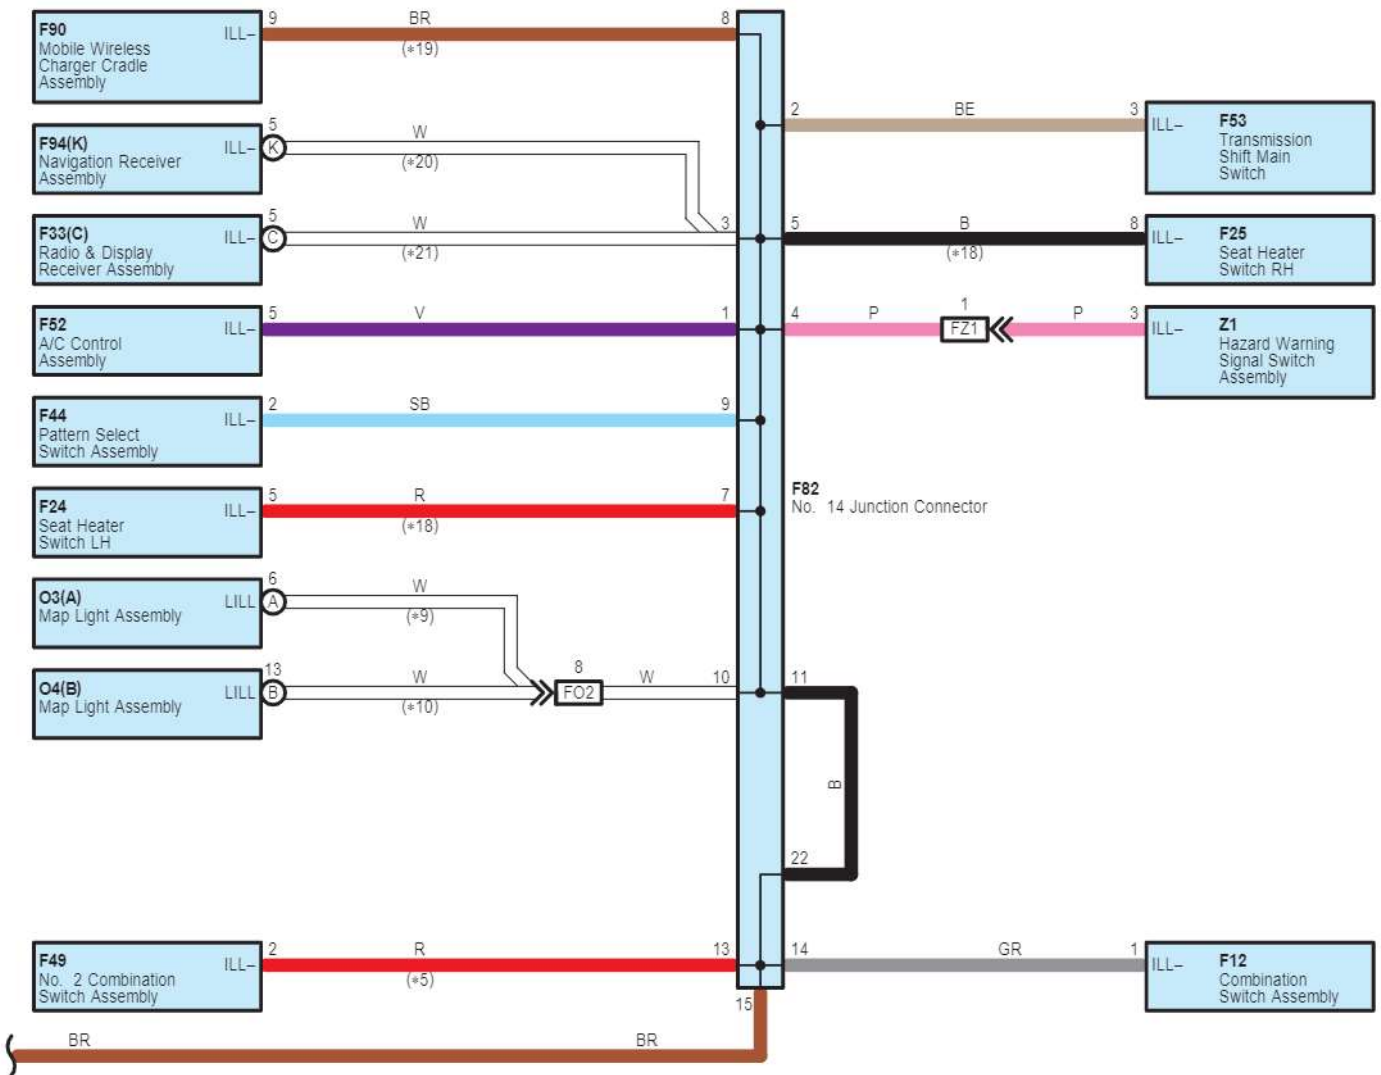 F90
Mobile Wireless
Charger Cradle
Assembly
ILL–
9
BR
(*19)
8
F94(K)
Navigation Receiver
Assembly
ILL–
5
K
W
(*20)
F33(C)
Radio & Display
Receiver Assembly
ILL–
5
C
W
(*21)
3
F52
A/C Control
Assembly
ILL–
5
V
1
F44
Pattern Select
Switch Assembly
ILL–
2
SB
9
F24
Seat Heater
Switch LH
ILL–
5
R
(*18)
7
O3(A)
Map Light Assembly
LILL
6
A
W
(*9)
O4(B)
Map Light Assembly
LILL
13
B
W
(*10)
8
FO2
W
10
F49
No. 2 Combination
Switch Assembly
ILL–
2
R
(*5)
13
2
BE
3
ILL–
F53
Transmission
Shift Main
Switch
5
B
(*18)
8
ILL–
F25
Seat Heater
Switch RH
4
P
1
FZ1
P
3
ILL–
Z1
Hazard Warning
Signal Switch
Assembly
F82
No. 14 Junction Connector
11
B
22
14
GR
1
ILL–
F12
Combination
Switch Assembly
15
BR
BR